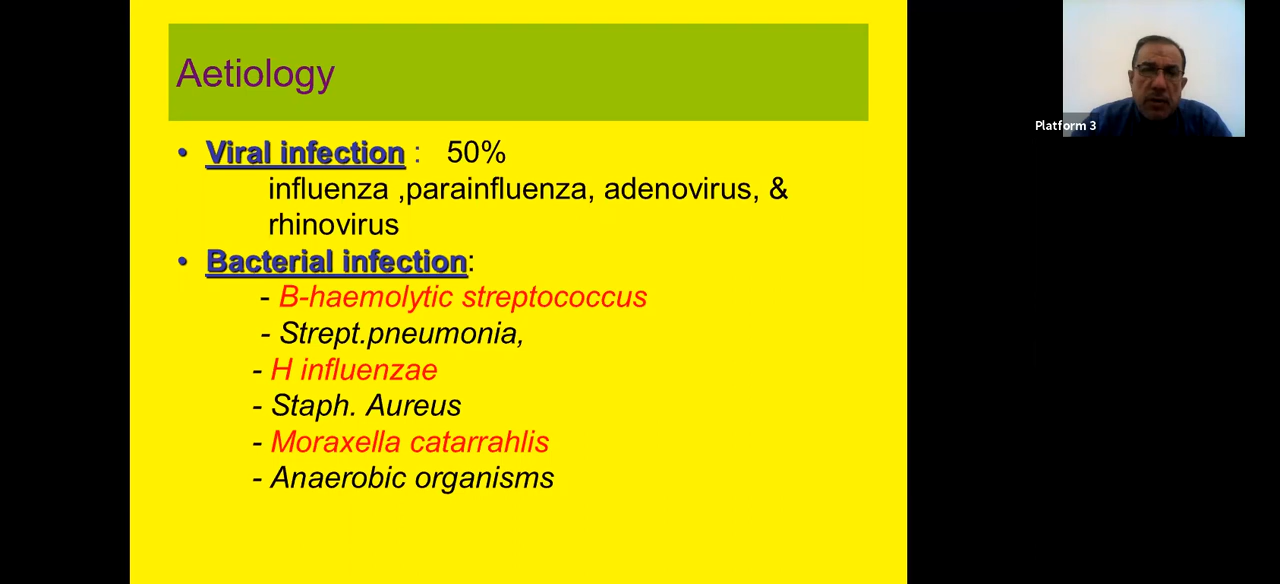 Aetiology
• Viral infection : 50%
influenza ,parainfluenza, adenovirus, &
rhinovirus
• Bacterial infection:
- B-haemolytic streptococcus
- Strept.pneumonia,
- H influenzae
- Staph. Aureus
- Moraxella catarrahlis
- Anaerobic organisms
Platform 3